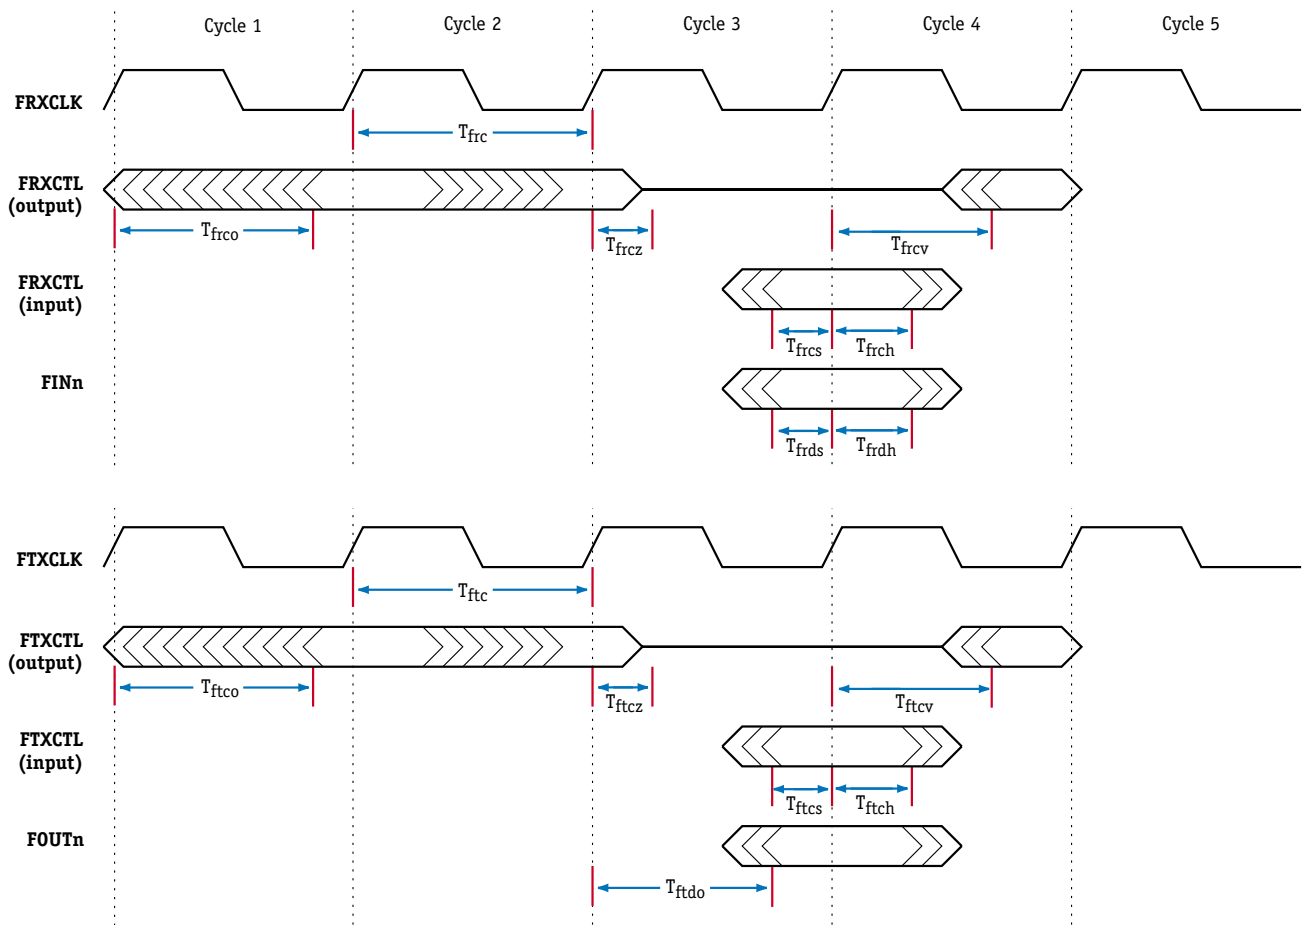 Cycle 1
Cycle 2
Cycle 3
Cycle 4
Cycle 5
FRXCLK
Tfrc
FRXCTL
(output)
Tfrco
Tfrcz
Tfrcv
FRXCTL
(input)
Tfrcs
Tfrch
FINn
Tfrds
Tfrdh
FTXCLK
Tftc
FTXCTL
(output)
Tftco
Tftcz
Tftcv
FTXCTL
(input)
Tftcs
Tftch
FOUTn
Tftdo